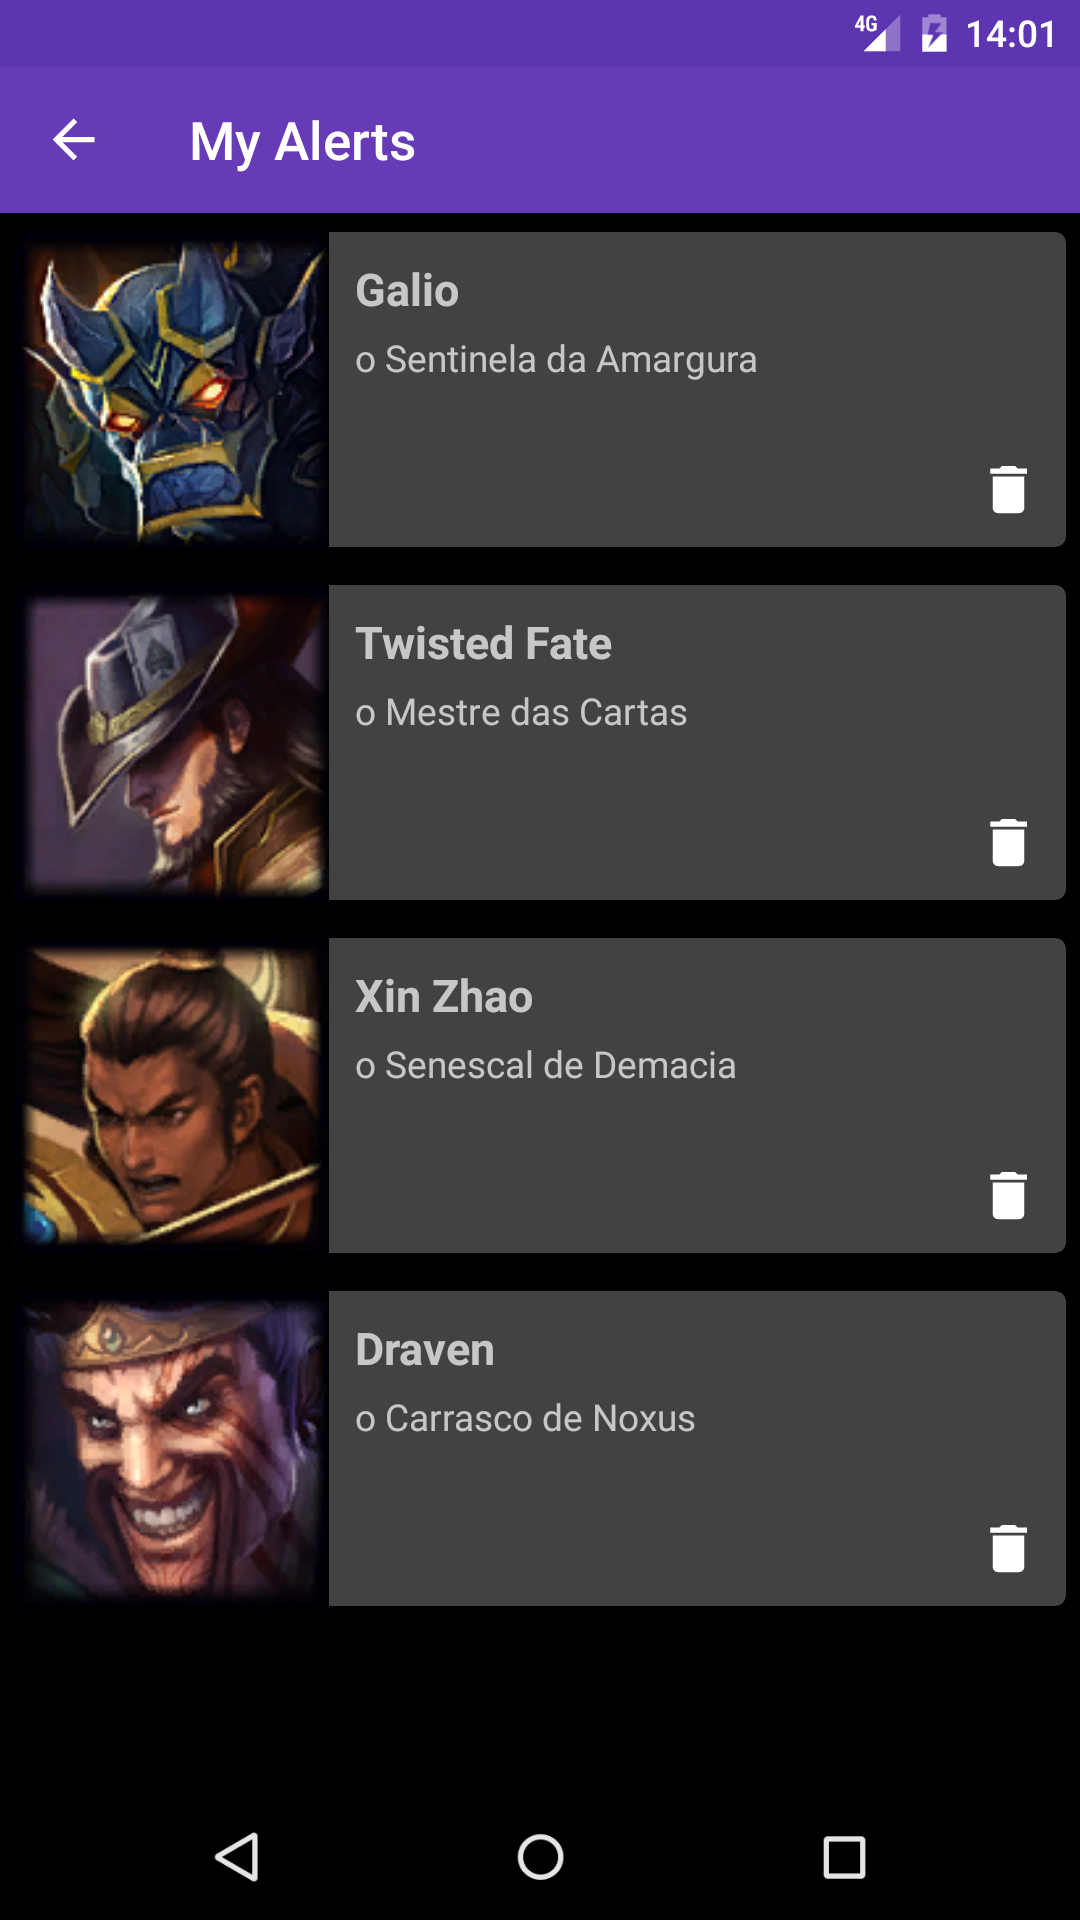 4G 14:01
My Alerts
Galio
o Sentinela da Amargura
Twisted Fate
o Mestre das Cartas
Xin Zhao
o Senescal de Demacia
Draven
o Carrasco de Noxus